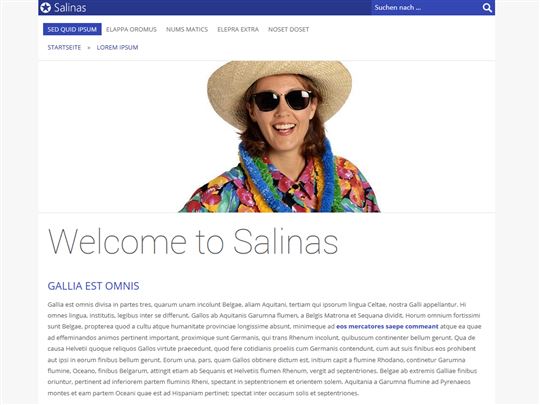 Salinas
Suchen nach ...
SED QUID IPSUM ELAPPA OROMUS NUMS MATICS ELEPRA EXTRA NOSET DOSET
STARTSEITE » LOREM IPSUM
Welcome to Salinas
GALLIA EST OMNIS
Gallia est omnis divisa in partes tres, quarum unam incolunt Belgae, aliam Aquitani, tertiam qui ipsorum lingua Celtae, nostra Galli appellantur. Hi
omnes lingua, institutis, legibus inter se differunt. Gallos ab Aquitanis Garumna flumen, a Belgis Matrona et Sequana dividit. Horum omnium fortissimi
sunt Belgae, propterea quod a cultu atque humanitate provinciae longissime absunt, minimeque ad eos mercatores saepe commeant atque ea quae
ad effeminandos animos pertinent important, proximique sunt Germanis, qui trans Rhenum incolunt, quibuscum continenter bellum gerunt. Qua
de causa Helvetii quoque reliquos Gallos virtute praecedunt, quod fere cotidianis proeliis cum Germanis contendunt, cum aut suis finibus eos prohibent
aut ipsi in eorum finibus bellum gerunt. Eorum una, pars, quam Gallos obtinere dictum est, initium capit a flumine Rhodano, continetur Garumna
flumine, Oceano, finibus Belgarum, attingit etiam ab Sequanis et Helvetiis flumen Rhenum, vergit ad septentriones. Belgae ab extremis Galliae finibus
oriuntur, pertinent ad inferiorem partem fluminis Rheni, spectant in septentrionem et orientem solem. Aquitania a Garumna flumine ad Pyrenaeos
montes et eam partem Oceani quae est ad Hispaniam pertinet; spectat inter occasum solis et septentriones.